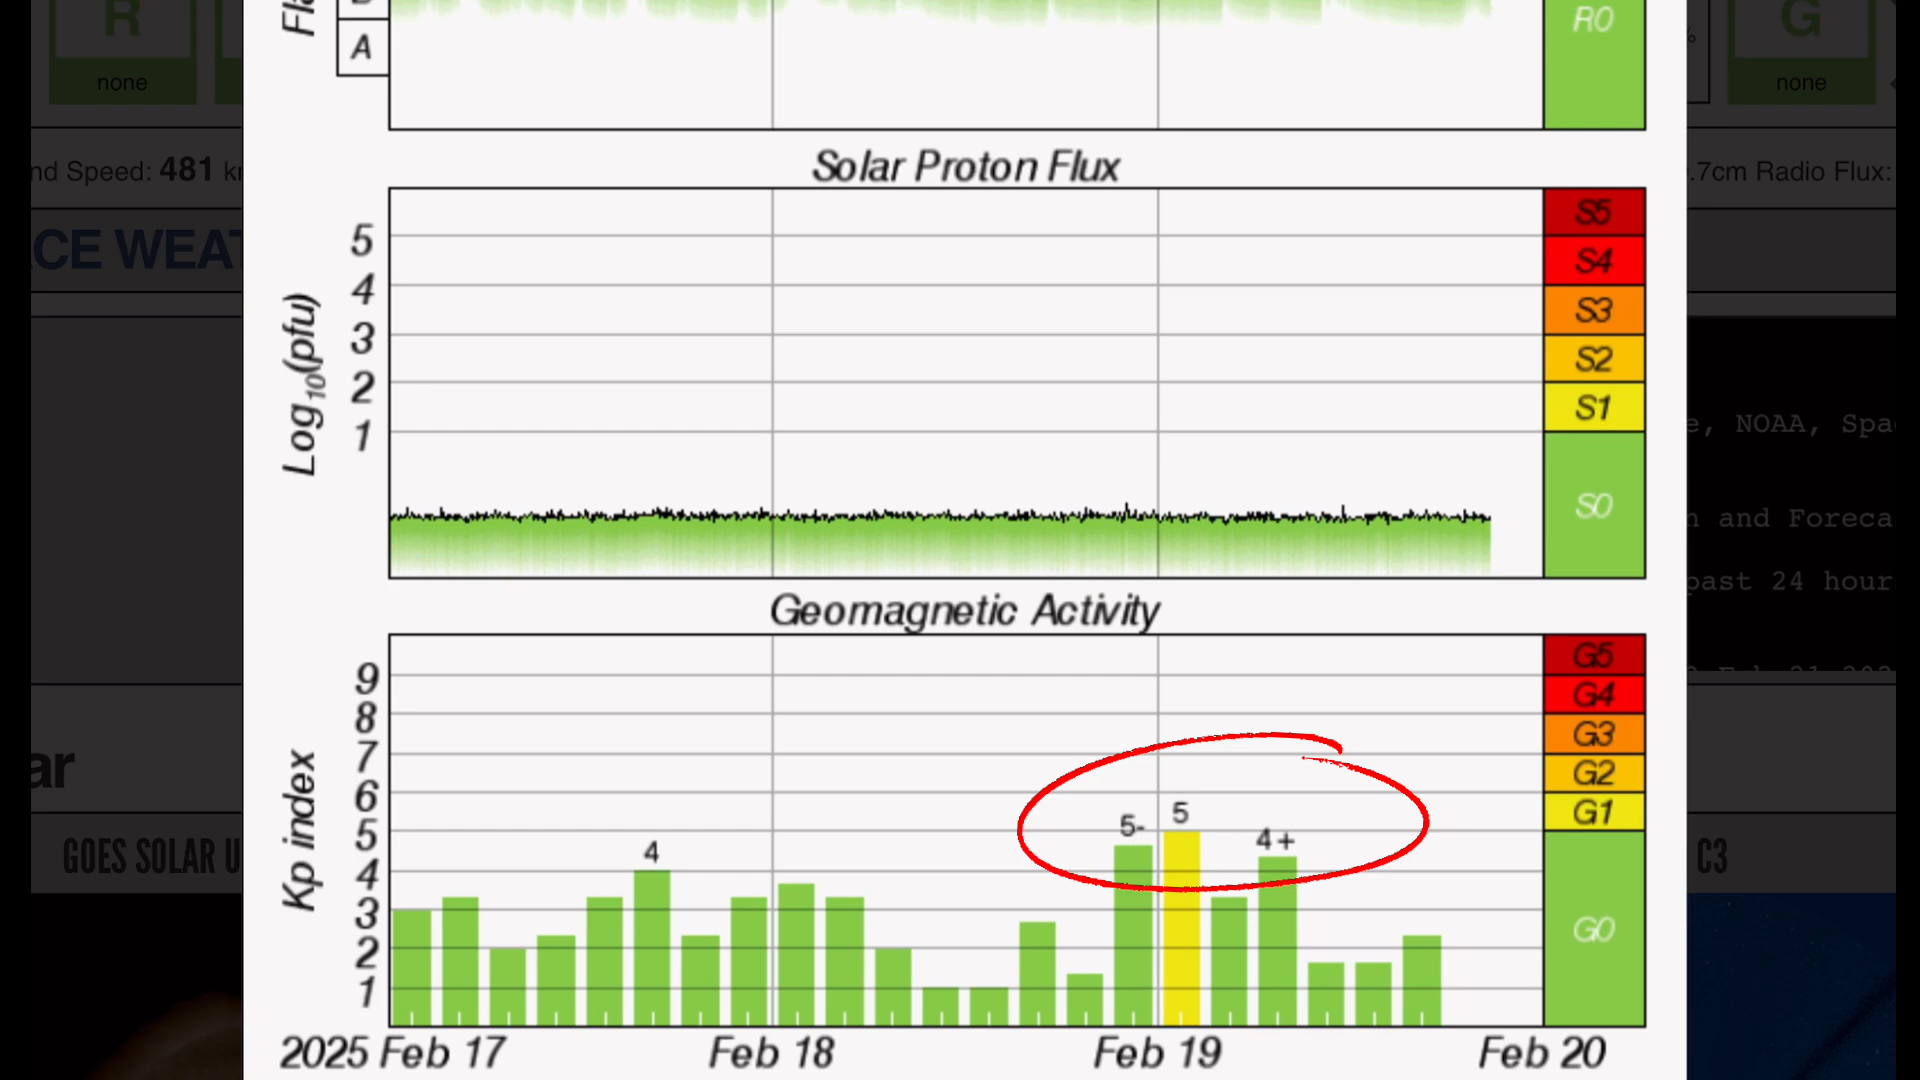 R
Fla
A
R0
G
%
none
none
Solar Proton Flux
nd Speed: 481
.7cm Radio Flux:
CE WEAT
5
4
3
2
1
Log10(pfu)
S5
S4
S3
S2
S1
S0
e, NOAA, Spa
n and Foreca
past 24 hour
Geomagnetic Activity
9
8
7
6
5
4
3
2
1
Kp index
4
5-
5
4+
G5
G4
G3
G2
G1
G0
ar
GOES SOLAR U
C3
2025 Feb 17
Feb 18
Feb 19
Feb 20